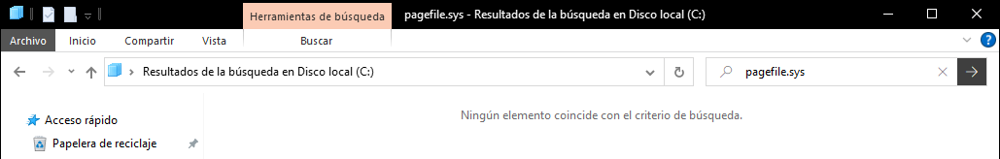 Herramientas de búsqueda pagefile.sys - Resultados de la búsqueda en Disco local (C:)
Archivo Inicio Compartir Vista Buscar
Resultados de la búsqueda en Disco local (C:) pagefile.sys
Ningún elemento coincide con el criterio de búsqueda.
Acceso rápido
Papelera de reciclaje